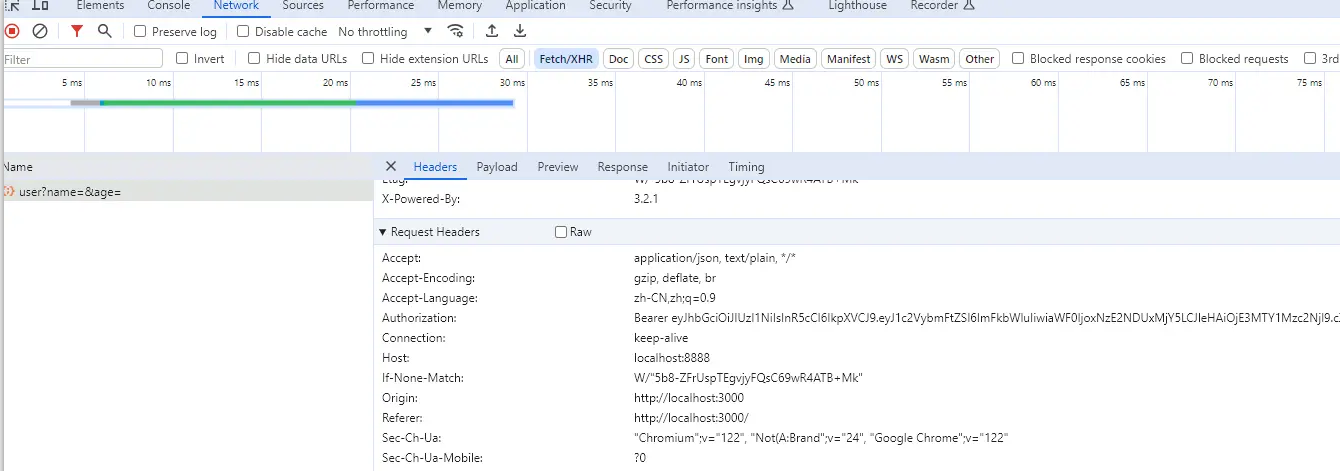 Elements Console Network Sources Performance Memory Application Security Performance insights Lighthouse Recorder
Preserve log Disable cache No throttling
Filter Invert Hide data URLs Hide extension URLs All Fetch/XHR Doc CSS JS Font Img Media Manifest WS Wasm Other Blocked response cookies Blocked requests 3rd
5 ms 10 ms 15 ms 20 ms 25 ms 30 ms 35 ms 40 ms 45 ms 50 ms 55 ms 60 ms 65 ms 70 ms 75 ms
Name Headers Payload Preview Response Initiator Timing
user?name=&age=
Etag: W/"5b8-ZFrUspTEgvjyFQsC69wR4ATB+Mk"
X-Powered-By: 3.2.1
Request Headers Raw
Accept: application/json, text/plain, */*
Accept-Encoding: gzip, deflate, br
Accept-Language: zh-CN,zh;q=0.9
Authorization: Bearer
Connection: keep-alive
Host: localhost:8888
If-None-Match: W/"5b8-ZFrUspTEgvjyFQsC69wR4ATB+Mk"
Origin: http://localhost:3000
Referer: http://localhost:3000/
Sec-Ch-Ua: "Chromium";v="122", "Not(A:Brand";v="24", "Google Chrome";v="122"
Sec-Ch-Ua-Mobile: ?0